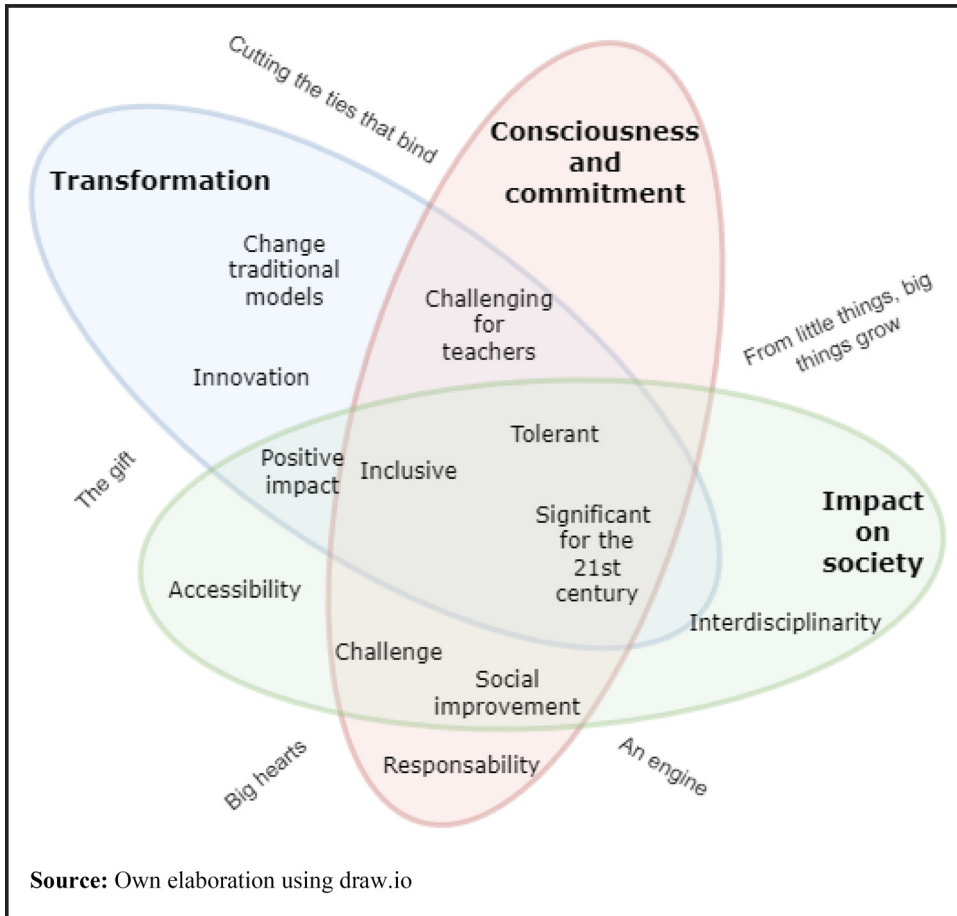 Cutting the ties that bind
Consciousness
and
commitment
Transformation
Change
traditional
models
Challenging
for
teachers
From little things, big
things grow
Innovation
Tolerant
Positive
impact
Inclusive
The gift
Significant
for the
21st
century
Impact
on
society
Accessibility
Interdisciplinarity
Challenge
Social
improvement
Big hearts
An engine
Responsability
Source: Own elaboration using draw.io